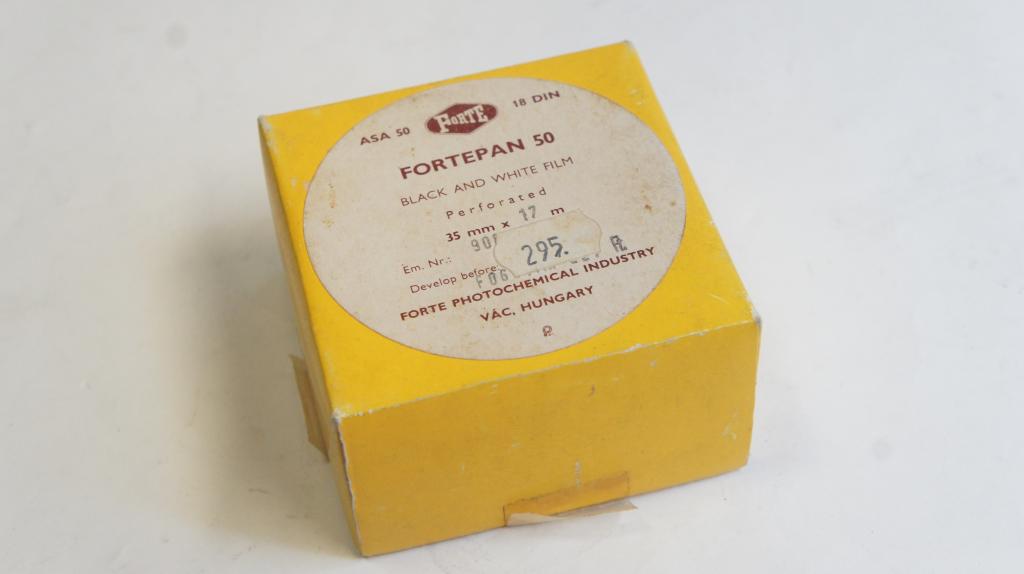 ASA 50 FORTE 18 DIN
FORTEPAN 50
BLACK AND WHITE FILM
Perforated
35 mm x 17 m
Em. Nr.:
295.
Develop before:
FORTE PHOTOCHEMICAL INDUSTRY
VÁC, HUNGARY